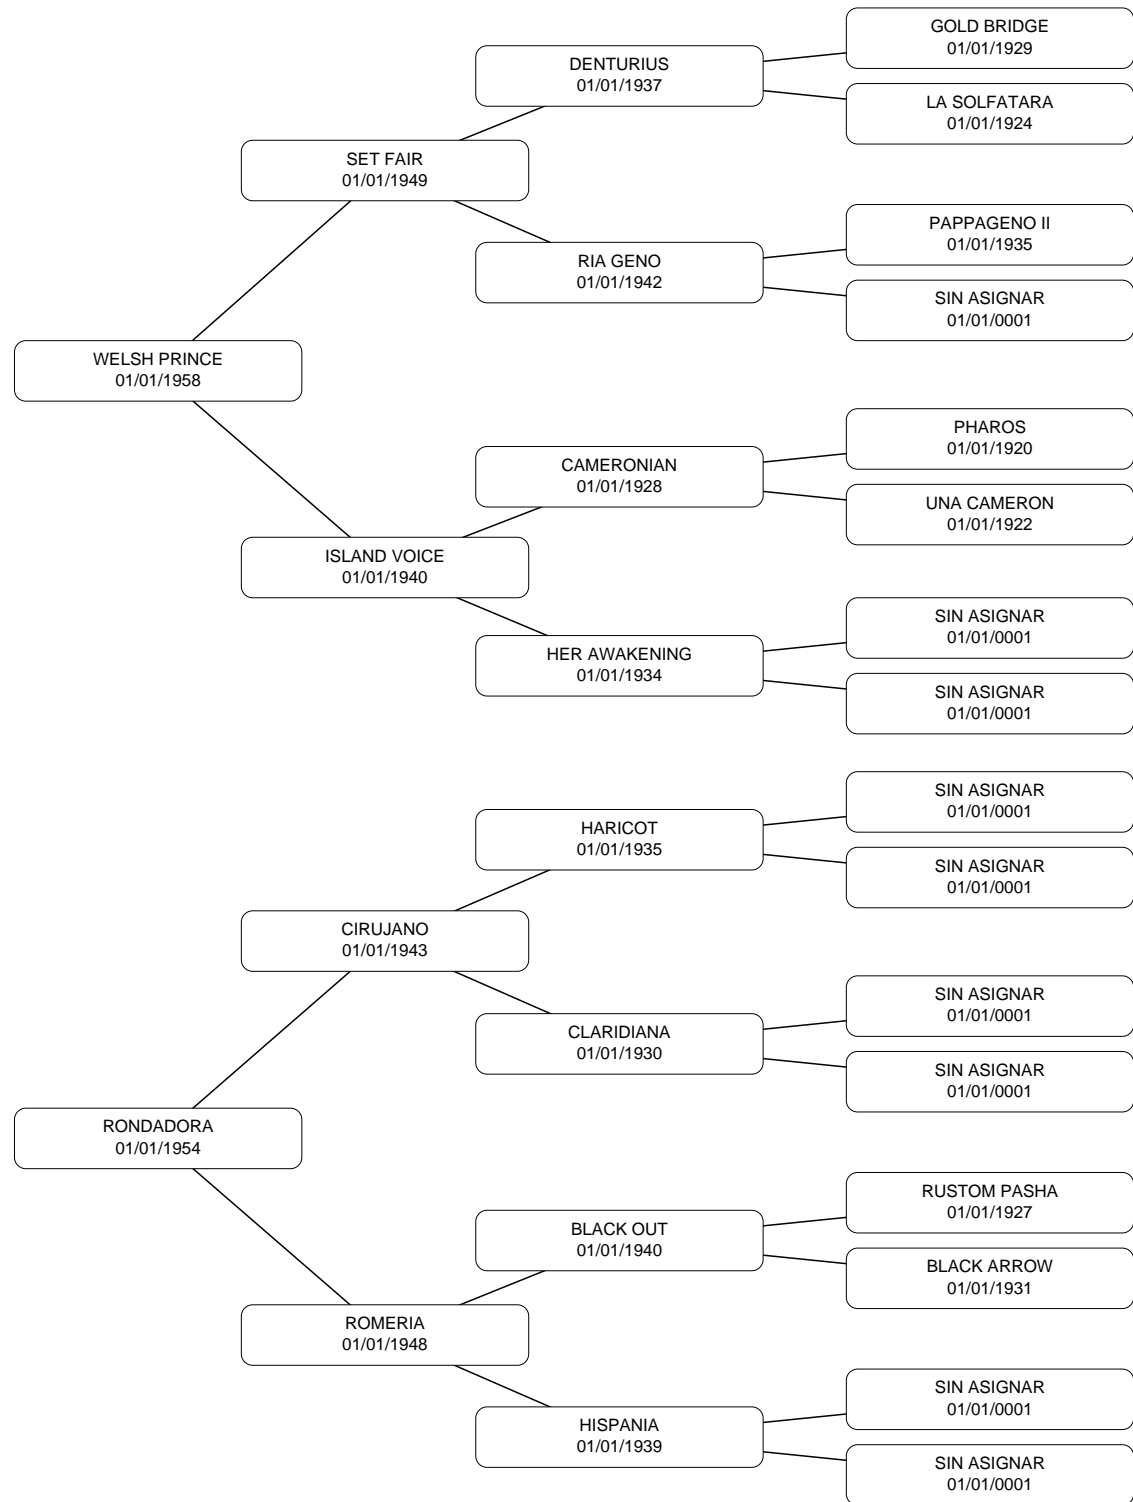 GOLD BRIDGE
01/01/1929
DENTURIUS
01/01/1937
LA SOLFATARA
01/01/1924
SET FAIR
01/01/1949
PAPPAGENO II
01/01/1935
RIA GENO
01/01/1942
SIN ASIGNAR
01/01/0001
WELSH PRINCE
01/01/1958
PHAROS
01/01/1920
CAMERONIAN
01/01/1928
UNA CAMERON
01/01/1922
ISLAND VOICE
01/01/1940
SIN ASIGNAR
01/01/0001
HER AWAKENING
01/01/1934
SIN ASIGNAR
01/01/0001
SIN ASIGNAR
01/01/0001
HARICOT
01/01/1935
SIN ASIGNAR
01/01/0001
CIRUJANO
01/01/1943
SIN ASIGNAR
01/01/0001
CLARIDIANA
01/01/1930
SIN ASIGNAR
01/01/0001
RONDADORA
01/01/1954
RUSTOM PASHA
01/01/1927
BLACK OUT
01/01/1940
BLACK ARROW
01/01/1931
ROMERIA
01/01/1948
SIN ASIGNAR
01/01/0001
HISPANIA
01/01/1939
SIN ASIGNAR
01/01/0001